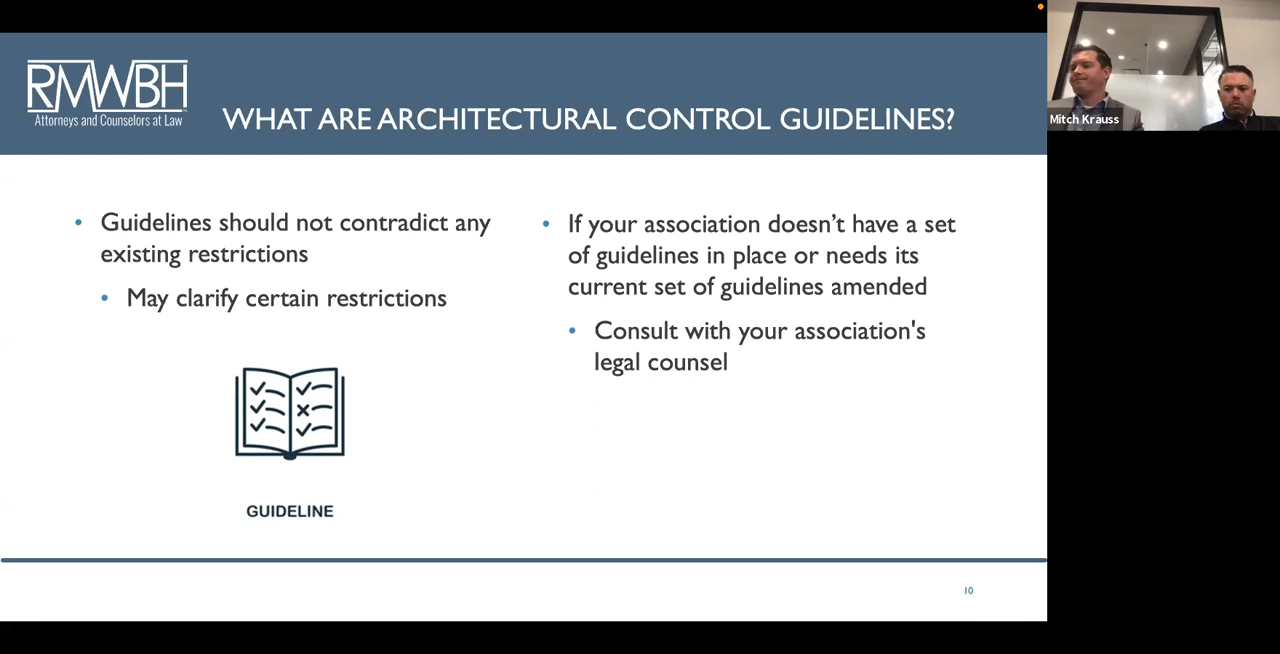 RMWBH
Attorneys and Counselors at Law
WHAT ARE ARCHITECTURAL CONTROL GUIDELINES?
Mitch Krauss
• Guidelines should not contradict any
existing restrictions
• May clarify certain restrictions
GUIDELINE
• If your association doesn’t have a set
of guidelines in place or needs its
current set of guidelines amended
• Consult with your association's
legal counsel
10